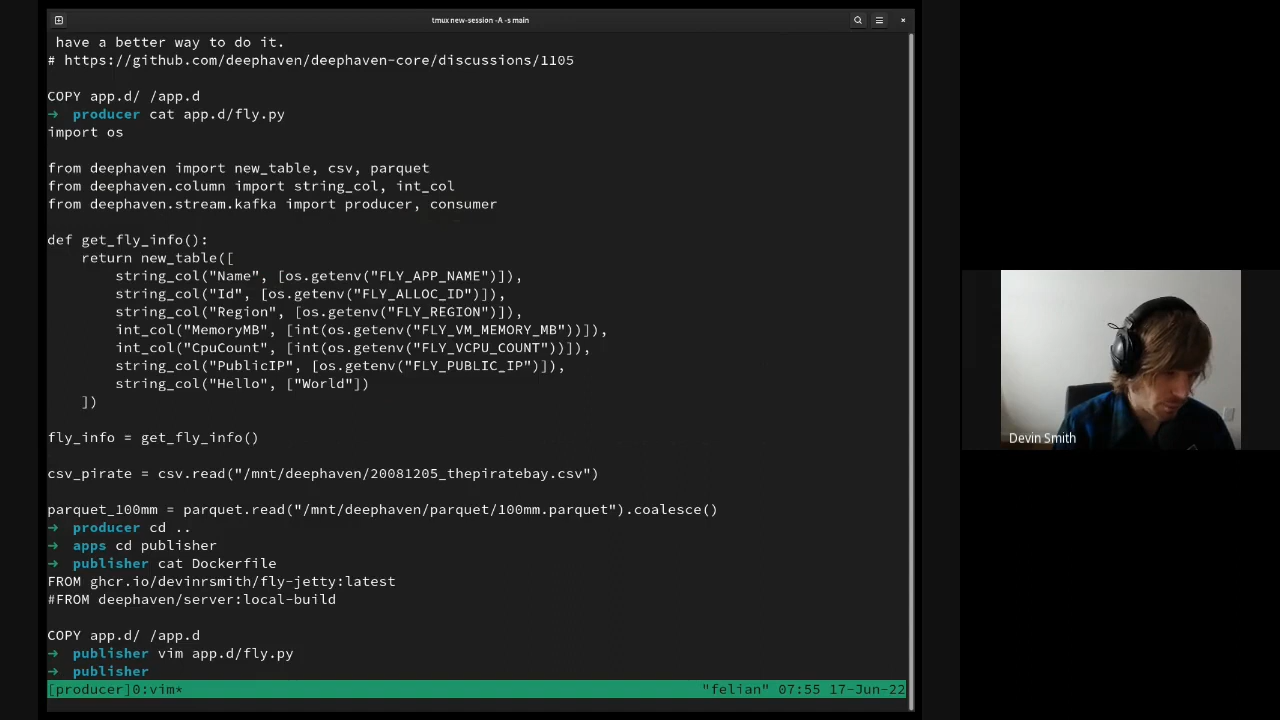 tmux new-session -A -s main
have a better way to do it.
# https://github.com/deephaven/deephaven-core/discussions/1105
COPY app.d/ /app.d
→ producer cat app.d/fly.py
import os
from deephaven import new_table, csv, parquet
from deephaven.column import string_col, int_col
from deephaven.stream.kafka import producer, consumer
def get_fly_info():
    return new_table([
        string_col("Name", [os.getenv("FLY_APP_NAME")]),
        string_col("Id", [os.getenv("FLY_ALLOC_ID")]),
        string_col("Region", [os.getenv("FLY_REGION")]),
        int_col("MemoryMB", [int(os.getenv("FLY_VM_MEMORY_MB"))]),
        int_col("CpuCount", [int(os.getenv("FLY_VCPU_COUNT"))]),
        string_col("PublicIP", [os.getenv("FLY_PUBLIC_IP")]),
        string_col("Hello", ["World"])
    ])
fly_info = get_fly_info()
csv_pirate = csv.read("/mnt/deephaven/20081205_thepiratebay.csv")
parquet_100mm = parquet.read("/mnt/deephaven/parquet/100mm.parquet").coalesce()
→ producer cd ..
→ apps cd publisher
→ publisher cat Dockerfile
FROM ghcr.io/devinrsmith/fly-jetty:latest
#FROM deephaven/server:local-build
COPY app.d/ /app.d
→ publisher vim app.d/fly.py
→ publisher
[producer]0:vim* "felian" 07:55 17-Jun-22
Devin Smith